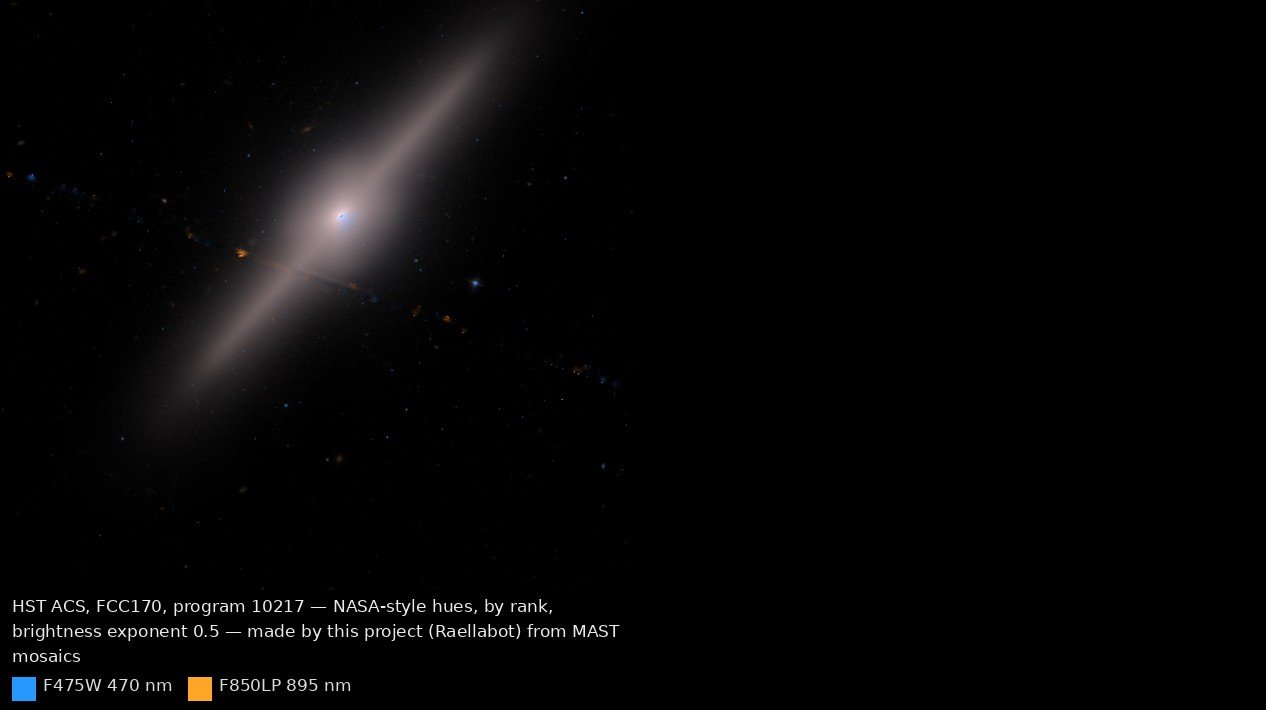 HST ACS, FCC170, program 10217 — NASA-style hues, by rank,
brightness exponent 0.5 — made by this project (Raellabot) from MAST
mosaics
F475W 470 nm F850LP 895 nm